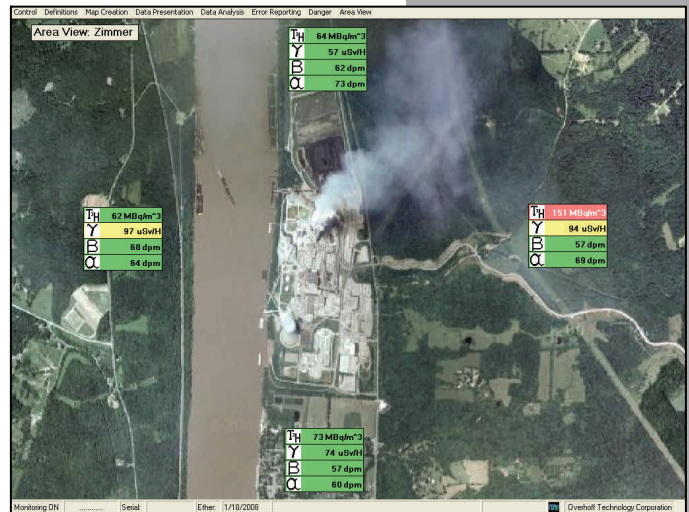 Control Definitions Map Creation Data Presentation Data Analysis Error Reporting Danger Area View
Area View: Zimmer
TH 64 MBq/m^3
γ 57 uSv/H
β 62 dpm
α 73 dpm
TH 62 MBq/m^3
γ 97 uSv/H
β 68 dpm
α 64 dpm
TH 151 MBq/m^3
γ 94 uSv/H
β 57 dpm
α 69 dpm
TH 73 MBq/m^3
γ 74 uSv/H
β 57 dpm
α 60 dpm
Monitoring ON ............ Serial: Ether: 1/18/2008 Overhoff Technology Corporation